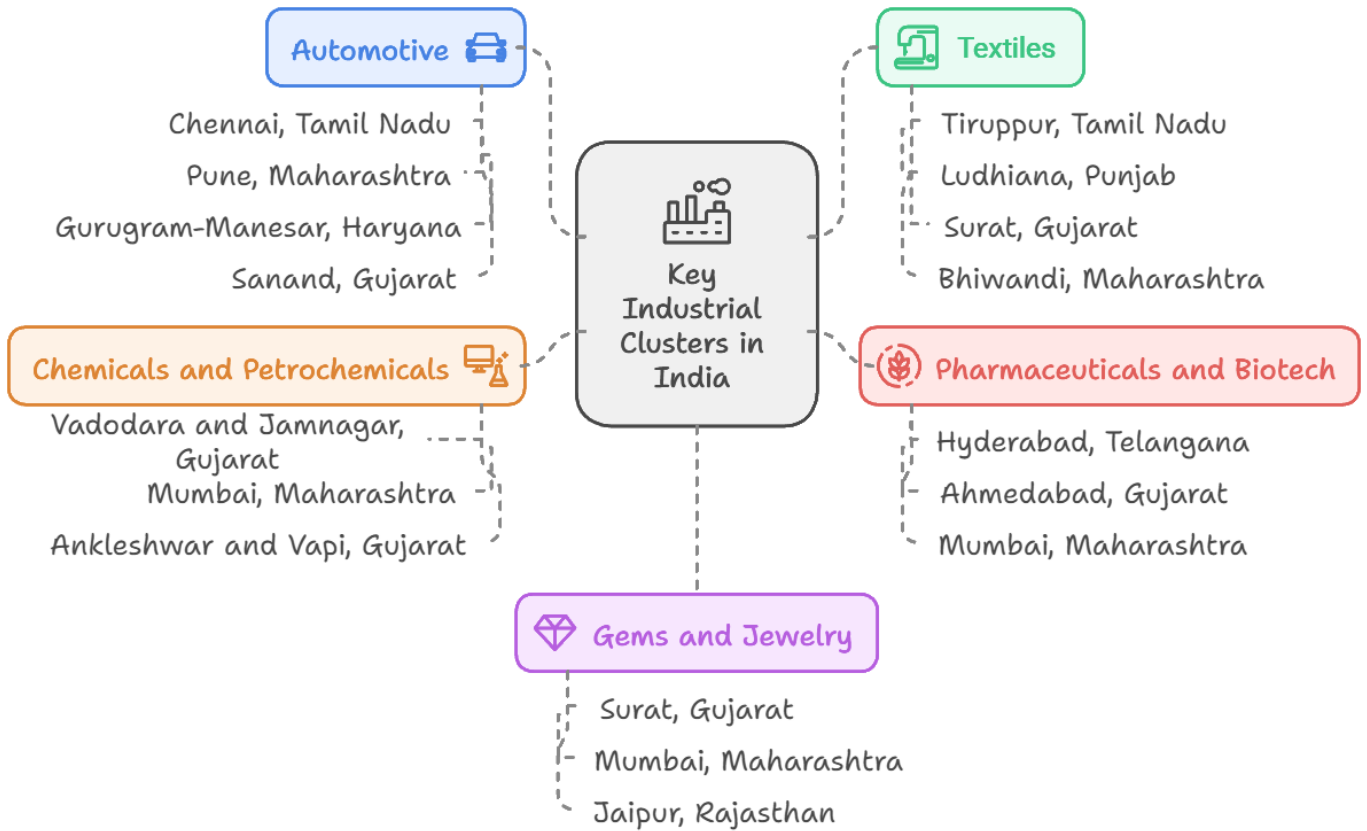 Automotive
Chennai, Tamil Nadu
Pune, Maharashtra
Gurugram-Manesar, Haryana
Sanand, Gujarat
Textiles
Tiruppur, Tamil Nadu
Ludhiana, Punjab
Surat, Gujarat
Bhiwandi, Maharashtra
Key
Industrial
Clusters in
India
Chemicals and Petrochemicals
Vadodara and Jamnagar,
Gujarat
Mumbai, Maharashtra
Ankleshwar and Vapi, Gujarat
Pharmaceuticals and Biotech
Hyderabad, Telangana
Ahmedabad, Gujarat
Mumbai, Maharashtra
Gems and Jewelry
Surat, Gujarat
Mumbai, Maharashtra
Jaipur, Rajasthan